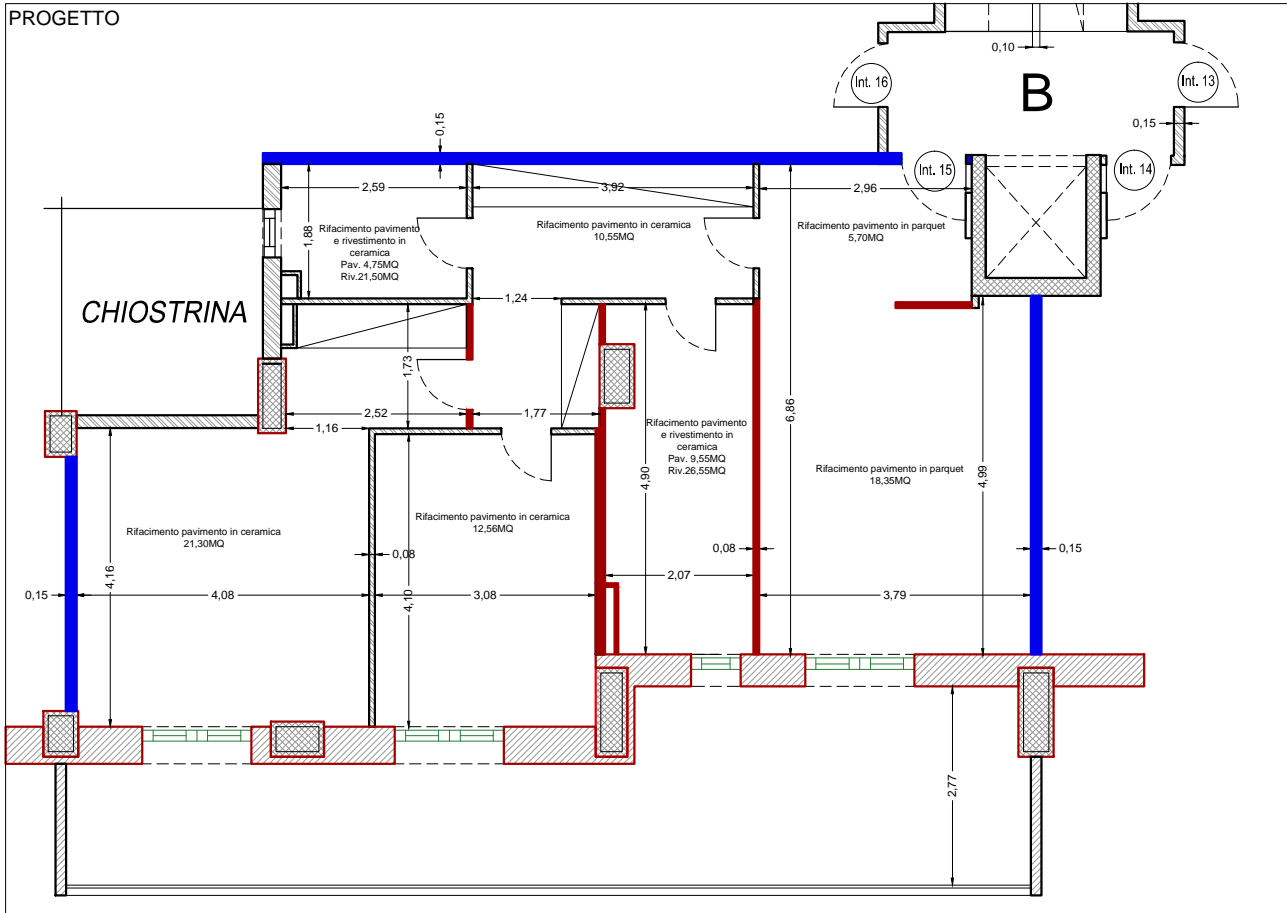 PROGETTO
0,10
Int. 16
Int. 13
B
0,15
0,15
Int. 15
Int. 14
2,59
3,92
2,96
1,88
Rifacimento pavimento
e rivestimento in
ceramica
Pav. 4,75MQ
Riv.21,50MQ
Rifacimento pavimento in ceramica
10,55MQ
Rifacimento pavimento in parquet
5,70MQ
CHIOSTRINA
1,24
1,73
2,52
1,77
1,16
6,86
4,90
4,99
Rifacimento pavimento
e rivestimento in
ceramica
Pav. 9,55MQ
Riv.26,55MQ
Rifacimento pavimento in parquet
18,35MQ
Rifacimento pavimento in ceramica
21,30MQ
Rifacimento pavimento in ceramica
12,56MQ
4,16
0,08
4,10
0,08
0,15
0,15
4,08
3,08
2,07
3,79
2,77